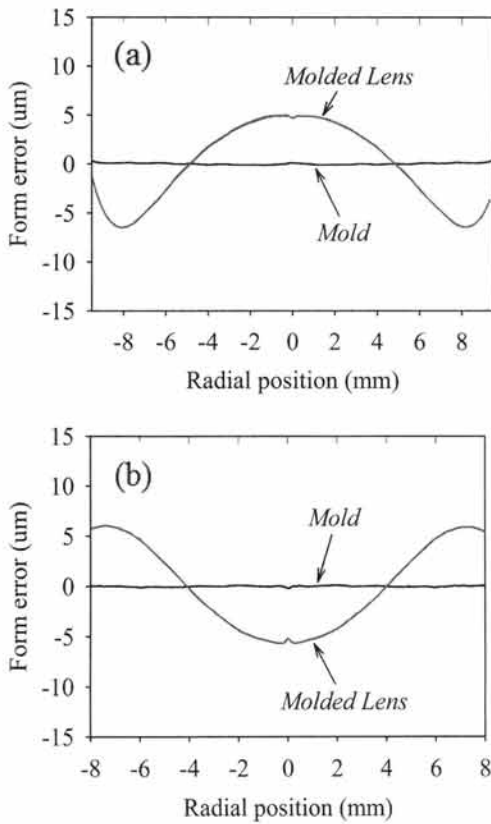 15
(a)
Molded Lens
10
5
0
Mold
-5
-10
-15
Form error (um)
-8 -6 -4 -2 0 2 4 6 8
Radial position (mm)
15
(b)
10
Mold
5
0
-5
Molded Lens
-10
-15
Form error (um)
-8 -6 -4 -2 0 2 4 6 8
Radial position (mm)